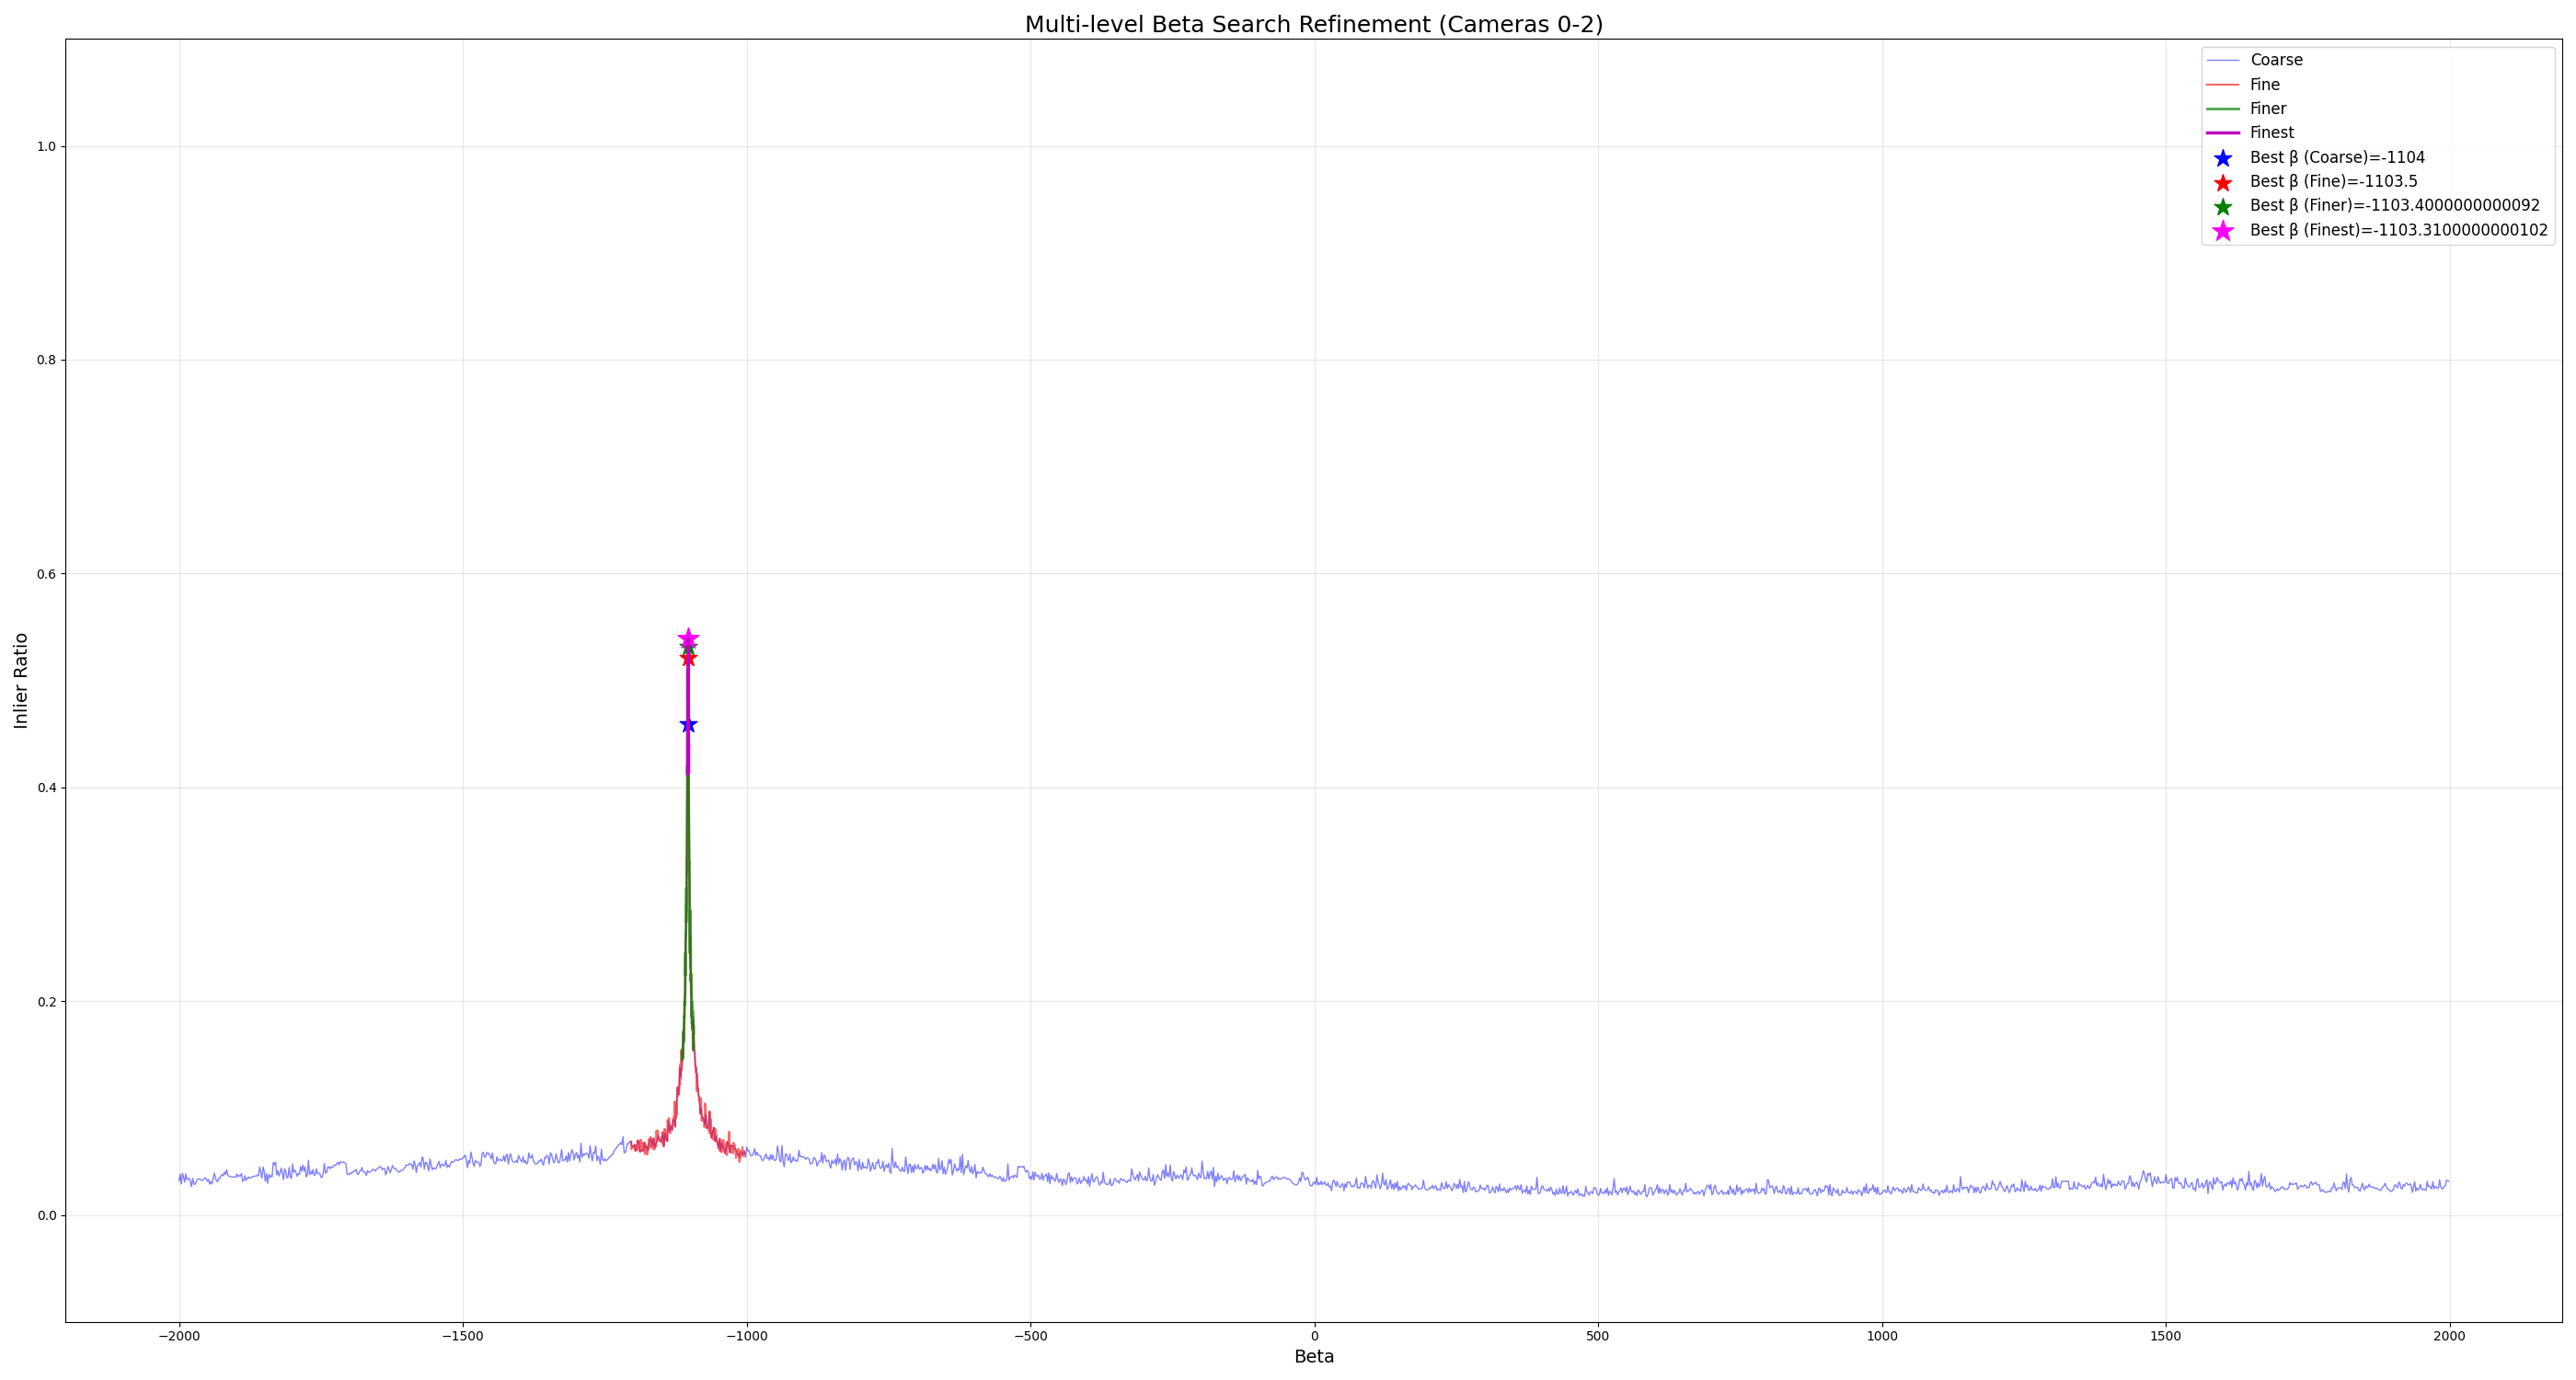 Multi-level Beta Search Refinement (Cameras 0-2)
Coarse
Fine
Finer
Finest
Best β (Coarse)=-1104
Best β (Fine)=-1103.5
Best β (Finer)=-1103.4000000000092
Best β (Finest)=-1103.3100000000102
Inlier Ratio
1.0
0.8
0.6
0.4
0.2
0.0
−2000 −1500 −1000 −500 0 500 1000 1500 2000
Beta